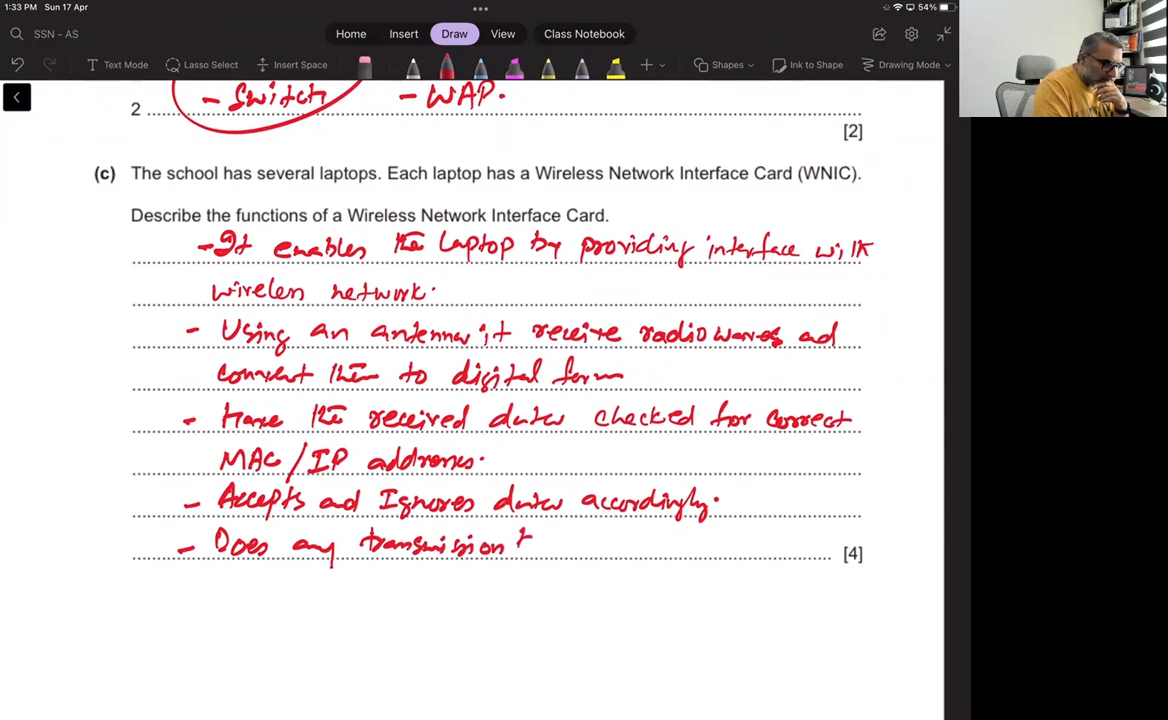 1:33 PM Sun 17 Apr
54%
SSN - AS
Home Insert Draw View Class Notebook
Text Mode Lasso Select Insert Space Shapes Ink to Shape Drawing Mode
- Switch - WAP.
2
[2]
(c) The school has several laptops. Each laptop has a Wireless Network Interface Card (WNIC).
Describe the functions of a Wireless Network Interface Card.
- It enables the laptop by providing interface with
wireless network.
- Using an antenna it receive radio waves and
convert them to digital form
- Have the received data checked for correct
MAC/IP address.
- Accepts and Ignores data accordingly.
- Does any transmission
[4]